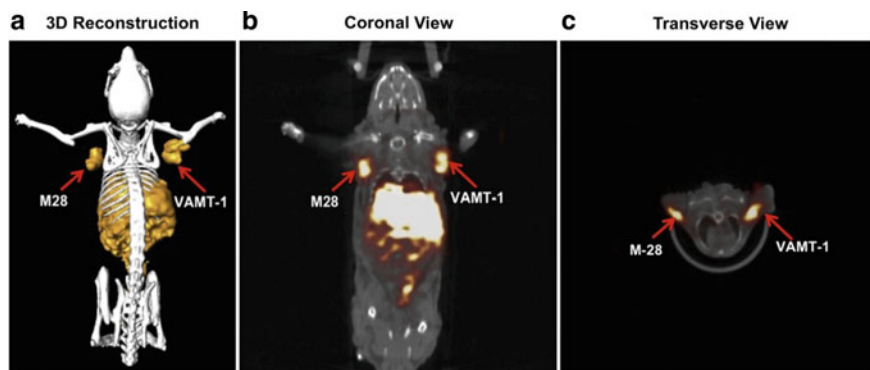 a 3D Reconstruction
b Coronal View
c Transverse View
M28
VAMT-1
M28
VAMT-1
M-28
VAMT-1